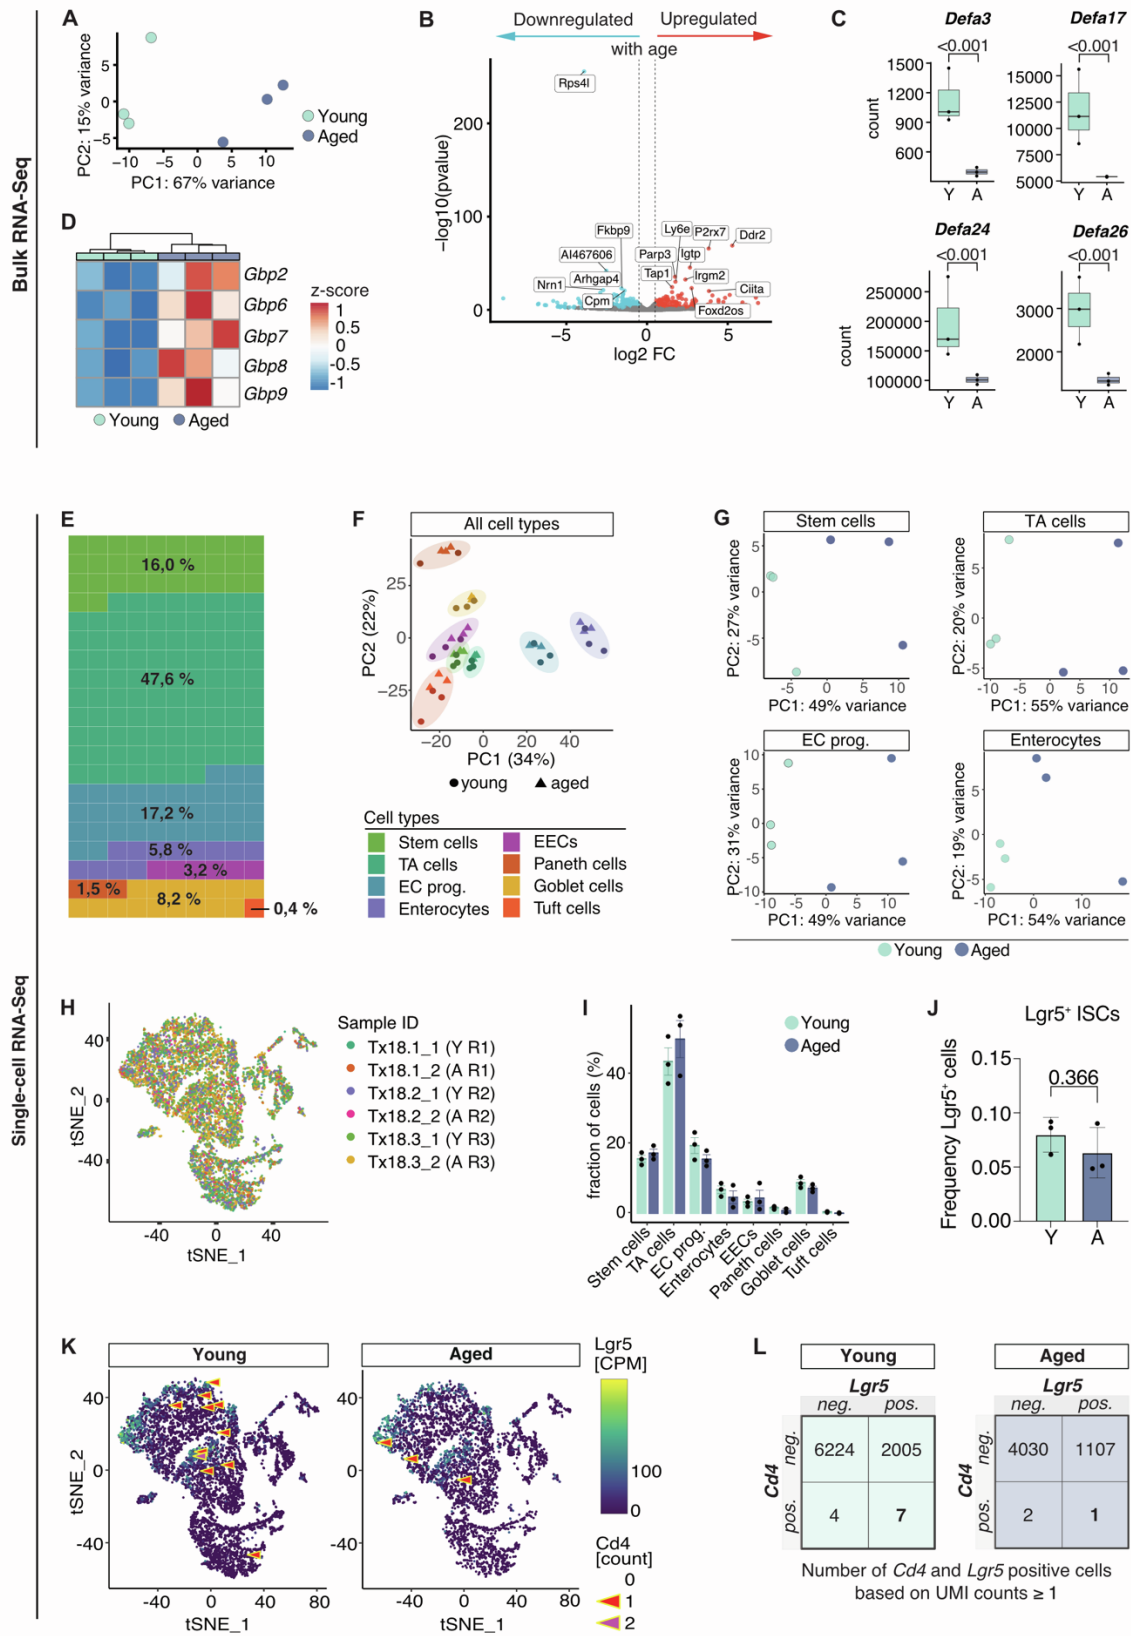 Bulk RNA-Seq
A
PC2: 15% variance
5
0
−5
−10
−5
0
5
10
PC1: 67% variance
Young
Aged
B
Downregulated
Upregulated
with age
−log10(pvalue)
200
100
0
Rps4l
Fkbp9
Ly6e
P2rx7
Ddr2
AI467606
Parp3
Igtp
Nrn1
Arhgap4
Tap1
Irgm2
Cpm
Ciita
Foxd2os
−5
0
5
log2 FC
C
Defa3
<0.001
1500
1200
900
600
count
Y
A
Defa17
<0.001
15000
12500
10000
7500
5000
Y
A
Defa24
<0.001
250000
200000
150000
100000
count
Y
A
Defa26
<0.001
3000
2000
Y
A
D
Gbp2
Gbp6
Gbp7
Gbp8
Gbp9
z-score
1
0.5
0
-0.5
-1
Young
Aged
Single-cell RNA-Seq
E
16,0 %
47,6 %
17,2 %
5,8 %
3,2 %
1,5 %
8,2 %
0,4 %
F
All cell types
PC2 (22%)
25
0
−25
−20
0
20
40
PC1 (34%)
young
aged
Cell types
Stem cells
TA cells
EC prog.
Enterocytes
EECs
Paneth cells
Goblet cells
Tuft cells
G
Stem cells
PC2: 27% variance
5
0
-5
-5
0
5
10
PC1: 49% variance
TA cells
PC2: 20% variance
5
0
-5
-10
-5
0
5
10
PC1: 55% variance
EC prog.
PC2: 31% variance
10
5
0
-5
-10
-10
-5
0
5
10
PC1: 49% variance
Enterocytes
PC2: 19% variance
5
0
-5
-10
0
10
PC1: 54% variance
Young
Aged
H
tSNE_2
40
0
-40
-40
0
40
tSNE_1
Sample ID
Tx18.1_1 (Y R1)
Tx18.1_2 (A R1)
Tx18.2_1 (Y R2)
Tx18.2_2 (A R2)
Tx18.3_1 (Y R3)
Tx18.3_2 (A R3)
I
fraction of cells (%)
40
20
0
Young
Aged
Stem cells
TA cells
EC prog.
Enterocytes
EECs
Paneth cells
Goblet cells
Tuft cells
J
Lgr5+ ISCs
Frequency Lgr5+ cells
0.15
0.10
0.05
0.00
0.366
Y
A
K
Young
Aged
tSNE_2
40
0
-40
-40
0
40
80
tSNE_1
40
0
-40
-40
0
40
80
tSNE_1
Lgr5
[CPM]
100
0
Cd4
[count]
0
1
2
L
Young
Lgr5
neg.
pos.
Cd4
neg.
6224
2005
pos.
4
7
Aged
Lgr5
neg.
pos.
Cd4
neg.
4030
1107
pos.
2
1
Number of Cd4 and Lgr5 positive cells
based on UMI counts ≥ 1